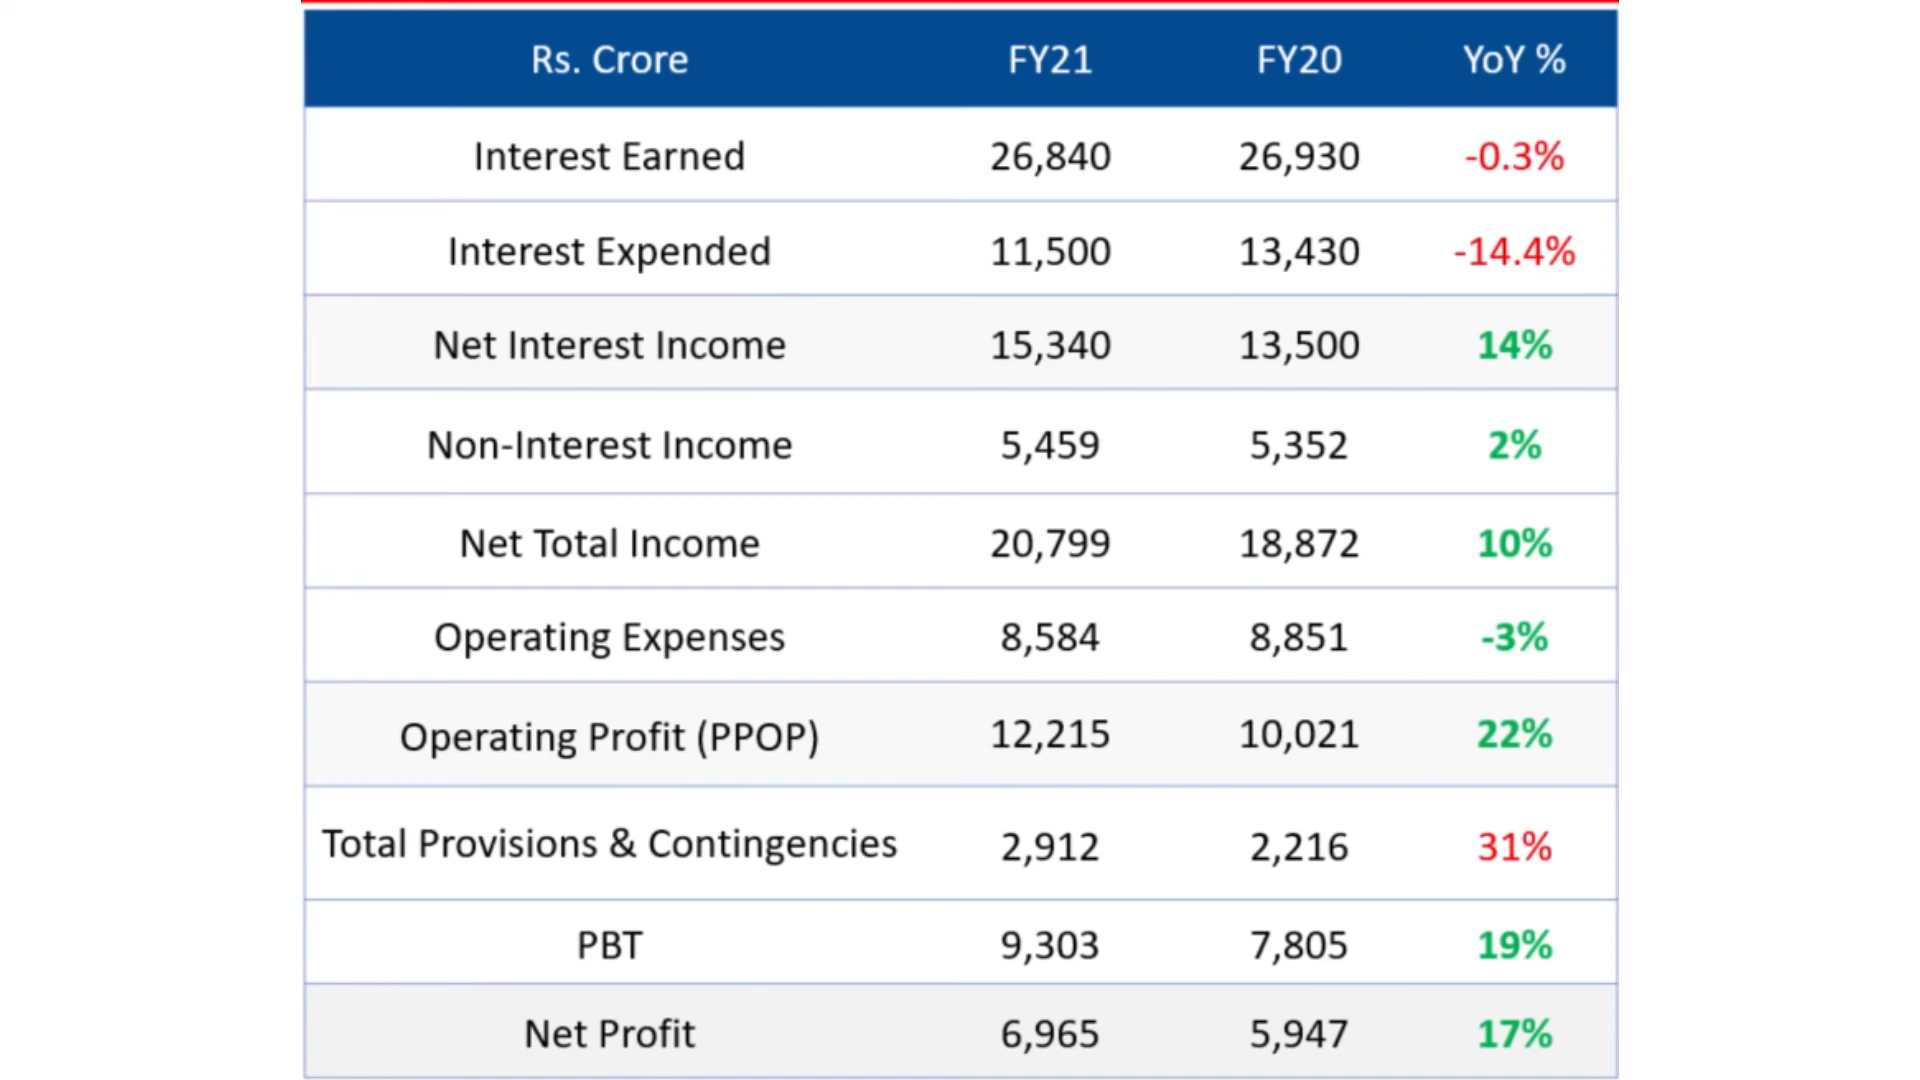 Rs. Crore FY21 FY20 YoY %
Interest Earned 26,840 26,930 -0.3%
Interest Expended 11,500 13,430 -14.4%
Net Interest Income 15,340 13,500 14%
Non-Interest Income 5,459 5,352 2%
Net Total Income 20,799 18,872 10%
Operating Expenses 8,584 8,851 -3%
Operating Profit (PPOP) 12,215 10,021 22%
Total Provisions & Contingencies 2,912 2,216 31%
PBT 9,303 7,805 19%
Net Profit 6,965 5,947 17%